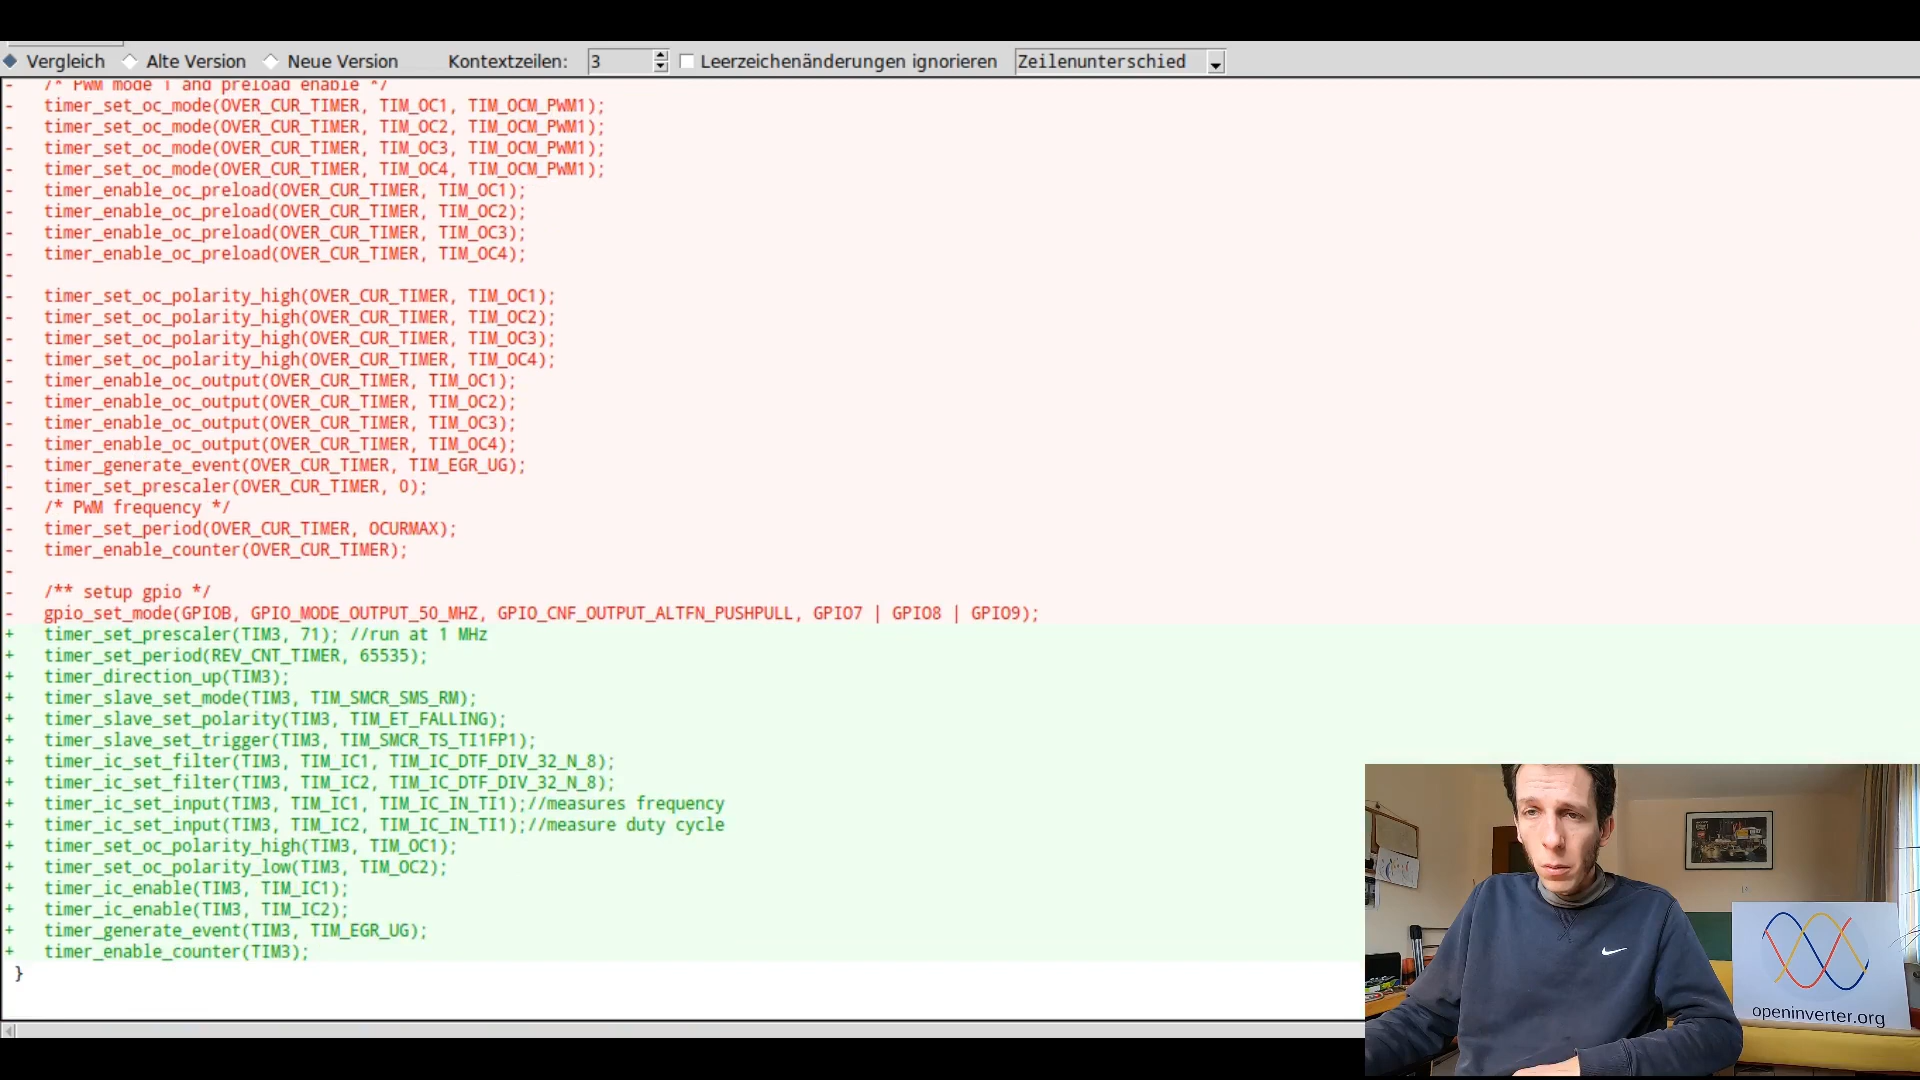 Vergleich Alte Version Neue Version Kontextzeilen: 3 Leerzeichenänderungen ignorieren Zeilenunterschied
- /* PWM mode 1 and preload enable */
- timer_set_oc_mode(OVER_CUR_TIMER, TIM_OC1, TIM_OCM_PWM1);
- timer_set_oc_mode(OVER_CUR_TIMER, TIM_OC2, TIM_OCM_PWM1);
- timer_set_oc_mode(OVER_CUR_TIMER, TIM_OC3, TIM_OCM_PWM1);
- timer_set_oc_mode(OVER_CUR_TIMER, TIM_OC4, TIM_OCM_PWM1);
- timer_enable_oc_preload(OVER_CUR_TIMER, TIM_OC1);
- timer_enable_oc_preload(OVER_CUR_TIMER, TIM_OC2);
- timer_enable_oc_preload(OVER_CUR_TIMER, TIM_OC3);
- timer_enable_oc_preload(OVER_CUR_TIMER, TIM_OC4);
-
- timer_set_oc_polarity_high(OVER_CUR_TIMER, TIM_OC1);
- timer_set_oc_polarity_high(OVER_CUR_TIMER, TIM_OC2);
- timer_set_oc_polarity_high(OVER_CUR_TIMER, TIM_OC3);
- timer_set_oc_polarity_high(OVER_CUR_TIMER, TIM_OC4);
- timer_enable_oc_output(OVER_CUR_TIMER, TIM_OC1);
- timer_enable_oc_output(OVER_CUR_TIMER, TIM_OC2);
- timer_enable_oc_output(OVER_CUR_TIMER, TIM_OC3);
- timer_enable_oc_output(OVER_CUR_TIMER, TIM_OC4);
- timer_generate_event(OVER_CUR_TIMER, TIM_EGR_UG);
- timer_set_prescaler(OVER_CUR_TIMER, 0);
- /* PWM frequency */
- timer_set_period(OVER_CUR_TIMER, OCURMAX);
- timer_enable_counter(OVER_CUR_TIMER);
-
- /** setup gpio */
- gpio_set_mode(GPIOB, GPIO_MODE_OUTPUT_50_MHZ, GPIO_CNF_OUTPUT_ALTFN_PUSHPULL, GPIO7 | GPIO8 | GPIO9);
+ timer_set_prescaler(TIM3, 71); //run at 1 MHz
+ timer_set_period(REV_CNT_TIMER, 65535);
+ timer_direction_up(TIM3);
+ timer_slave_set_mode(TIM3, TIM_SMCR_SMS_RM);
+ timer_slave_set_polarity(TIM3, TIM_ET_FALLING);
+ timer_slave_set_trigger(TIM3, TIM_SMCR_TS_TI1FP1);
+ timer_ic_set_filter(TIM3, TIM_IC1, TIM_IC_DTF_DIV_32_N_8);
+ timer_ic_set_filter(TIM3, TIM_IC2, TIM_IC_DTF_DIV_32_N_8);
+ timer_ic_set_input(TIM3, TIM_IC1, TIM_IC_IN_TI1);//measures frequency
+ timer_ic_set_input(TIM3, TIM_IC2, TIM_IC_IN_TI1);//measure duty cycle
+ timer_set_oc_polarity_high(TIM3, TIM_OC1);
+ timer_set_oc_polarity_low(TIM3, TIM_OC2);
+ timer_ic_enable(TIM3, TIM_IC1);
+ timer_ic_enable(TIM3, TIM_IC2);
+ timer_generate_event(TIM3, TIM_EGR_UG);
+ timer_enable_counter(TIM3);
}
openinverter.org